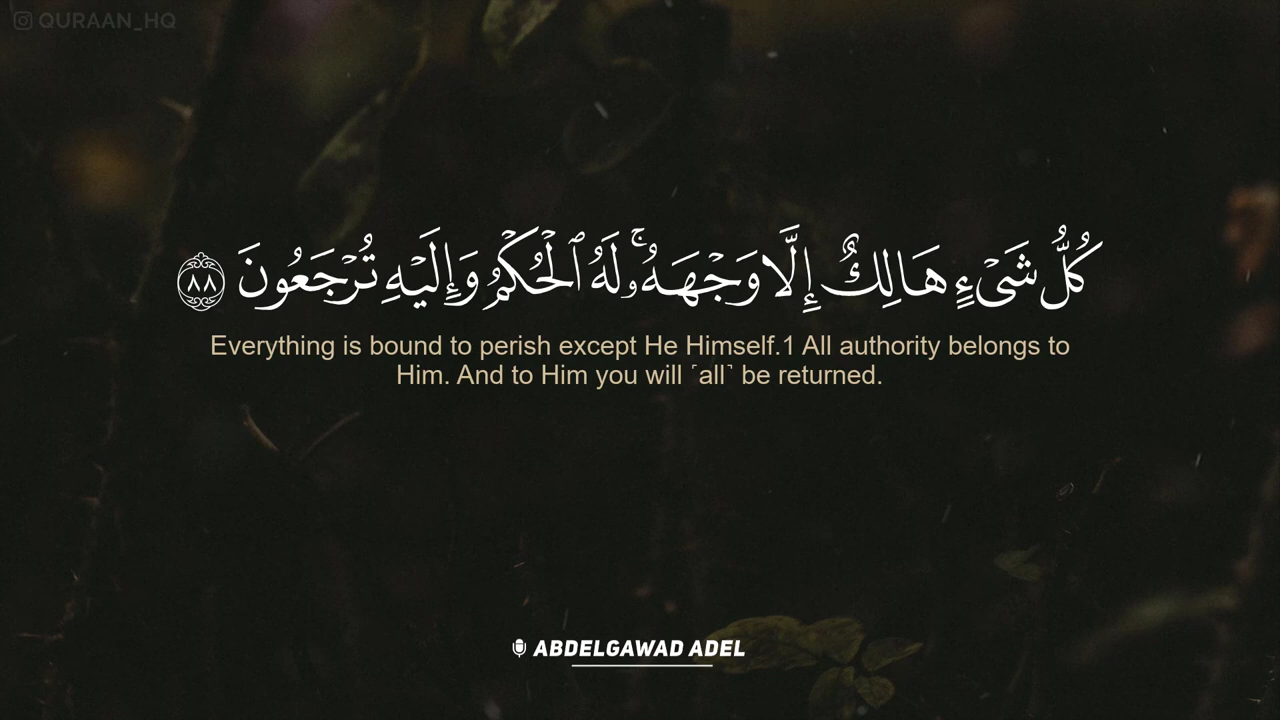 QURAAN_HQ
كُلُّ شَىْءٍ هَالِكٌ إِلَّا وَجْهَهُۥ ۚ لَهُ ٱلْحُكْمُ وَإِلَيْهِ تُرْجَعُونَ ٨٨
Everything is bound to perish except He Himself.1 All authority belongs to
Him. And to Him you will ˹all˺ be returned.
ABDELGAWAD ADEL